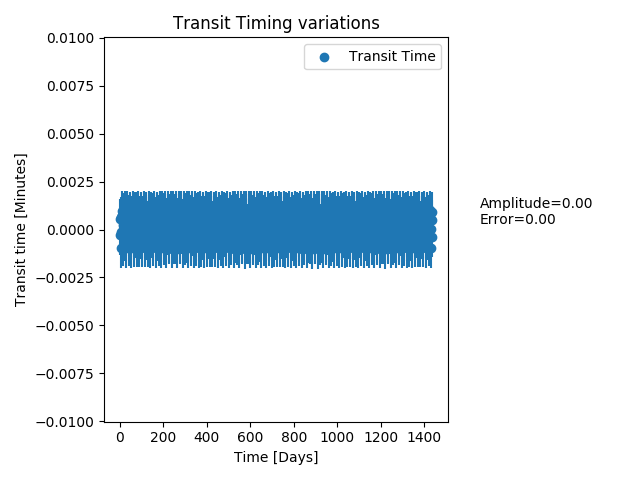 Transit Timing variations
0.0100
0.0075
0.0050
0.0025
0.0000
−0.0025
−0.0050
−0.0075
−0.0100
Transit time [Minutes]
Transit Time
Amplitude=0.00
Error=0.00
0 200 400 600 800 1000 1200 1400
Time [Days]